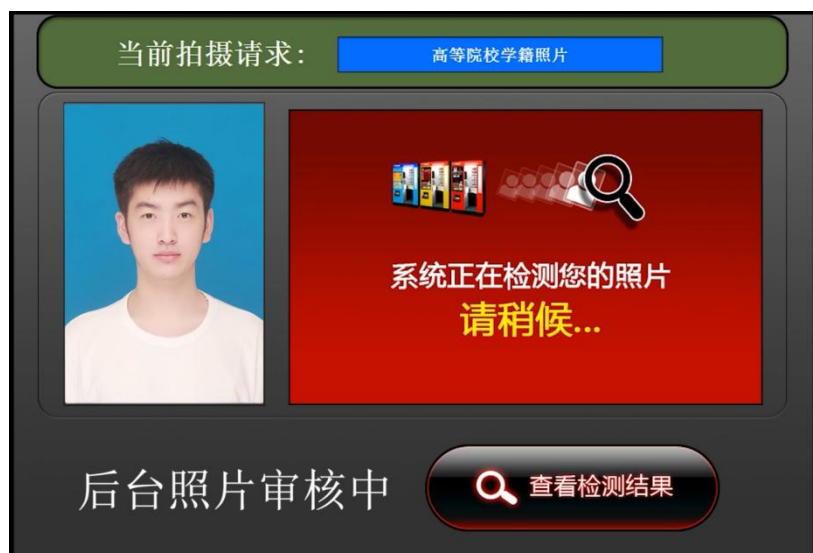 当前拍摄请求：
高等院校学籍照片
系统正在检测您的照片
请稍候...
后台照片审核中
查看检测结果